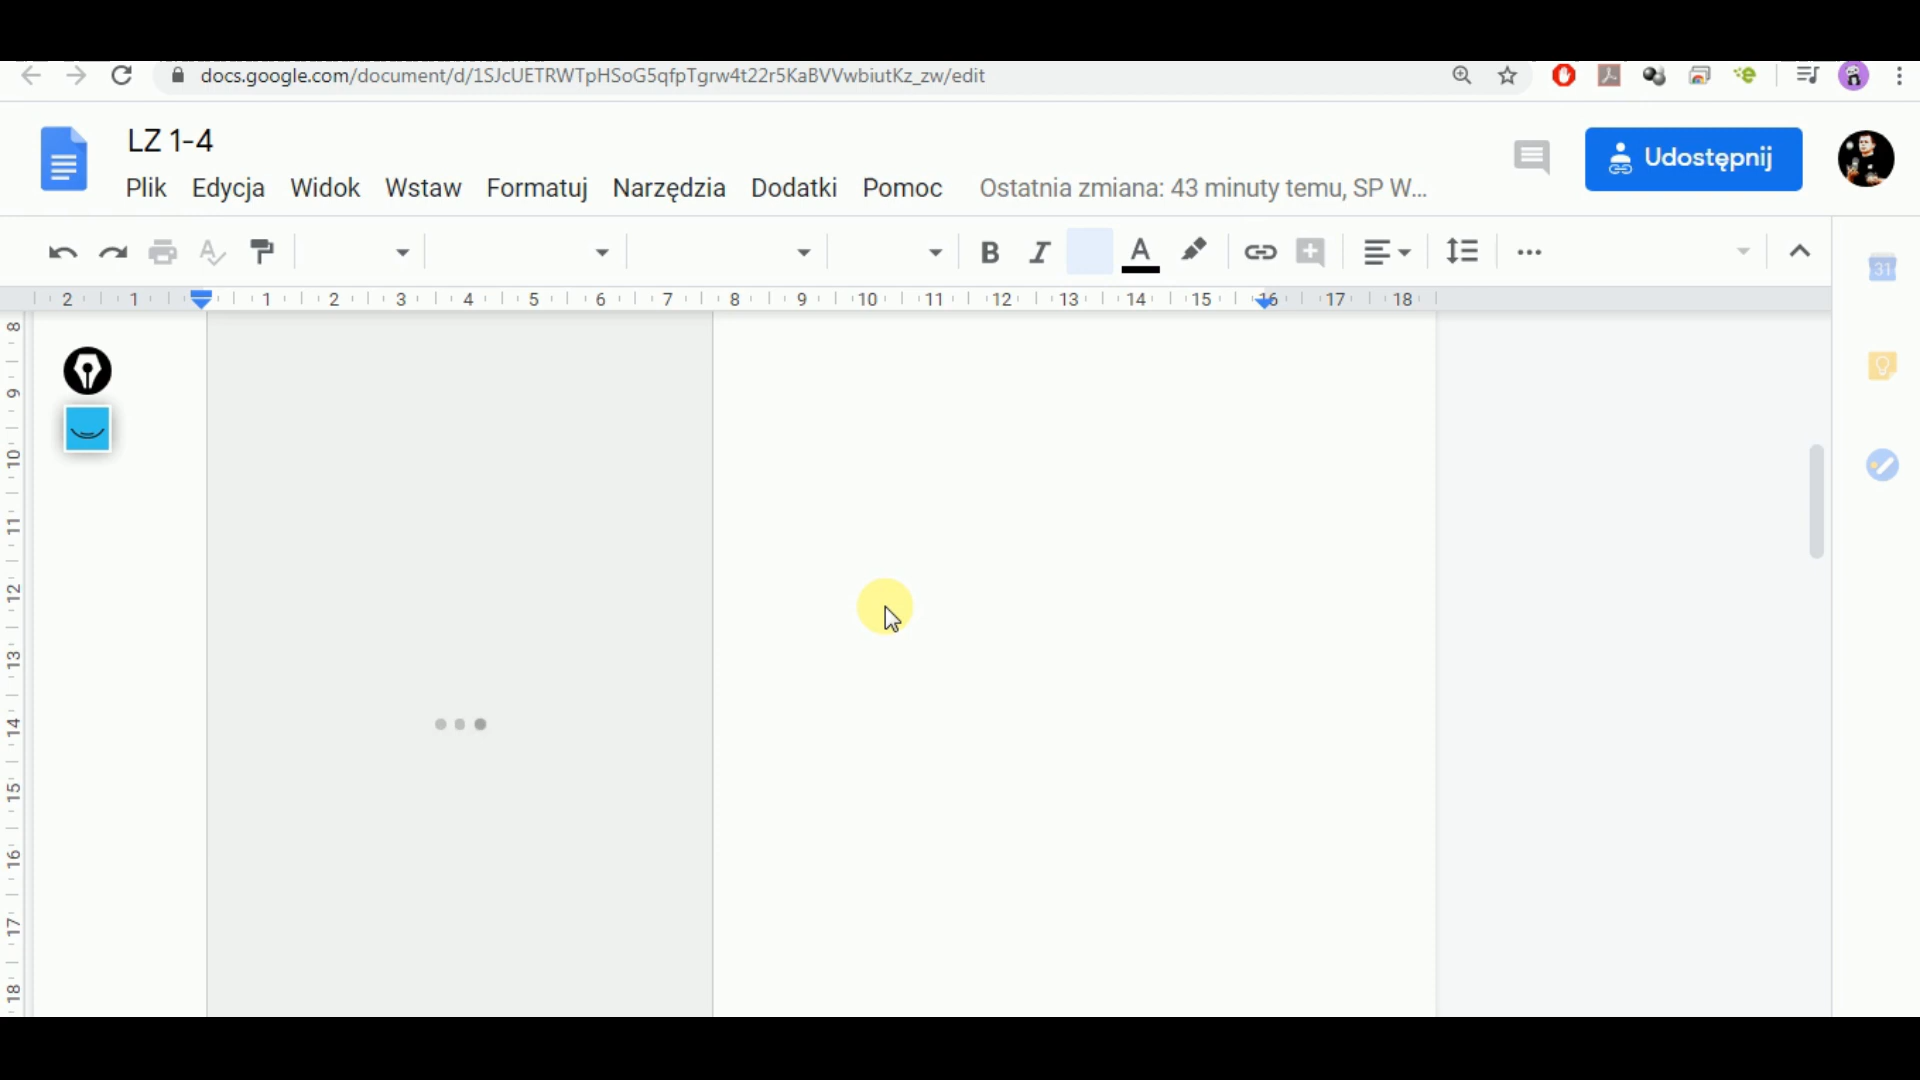 docs.google.com/document/d/1SJcUETRWTpHSoG5qfpTgrw4t22r5KaBVVwbiutKz_zw/edit
LZ 1-4
Plik Edycja Widok Wstaw Formatuj Narzędzia Dodatki Pomoc Ostatnia zmiana: 43 minuty temu, SP W...
Udostępnij
B I A
2 1 1 2 3 4 5 6 7 8 9 10 11 12 13 14 15 16 17 18
31
8
9
10
11
12
13
14
15
16
17
18